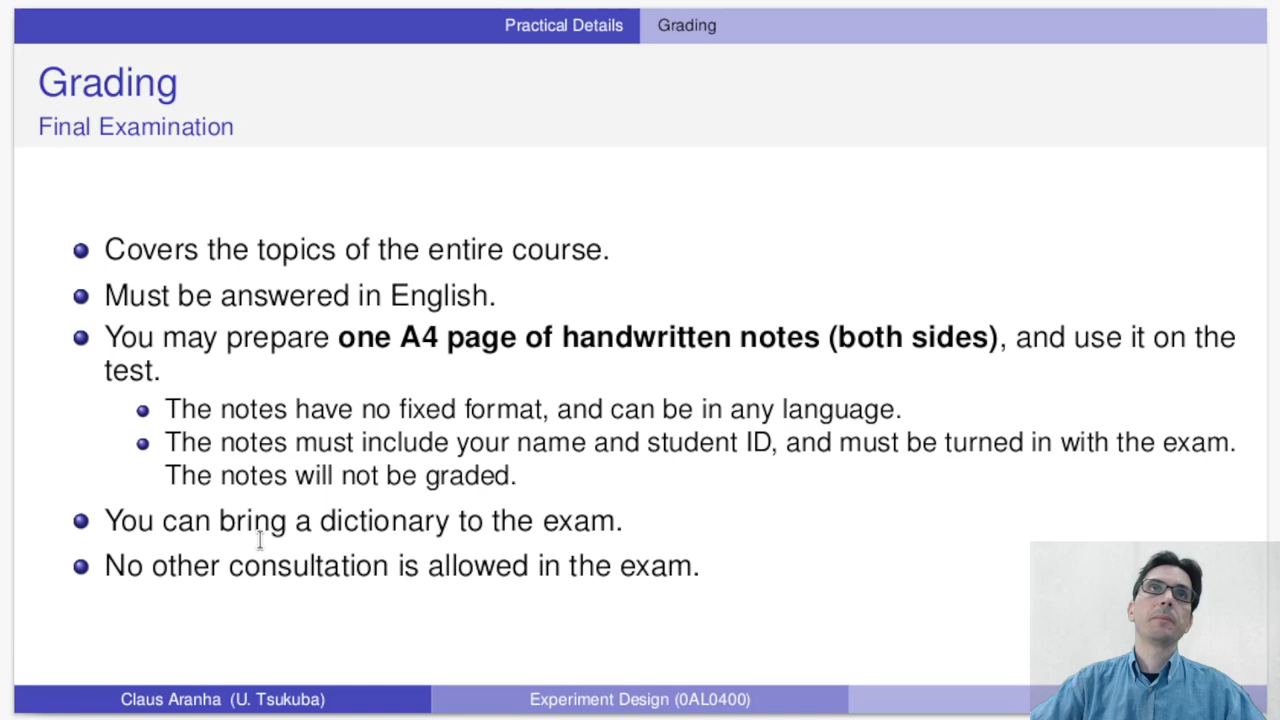 Practical Details Grading
Grading
Final Examination
Covers the topics of the entire course.
Must be answered in English.
You may prepare one A4 page of handwritten notes (both sides), and use it on the
test.
The notes have no fixed format, and can be in any language.
The notes must include your name and student ID, and must be turned in with the exam.
The notes will not be graded.
You can bring a dictionary to the exam.
No other consultation is allowed in the exam.
Claus Aranha (U. Tsukuba) Experiment Design (0AL0400)